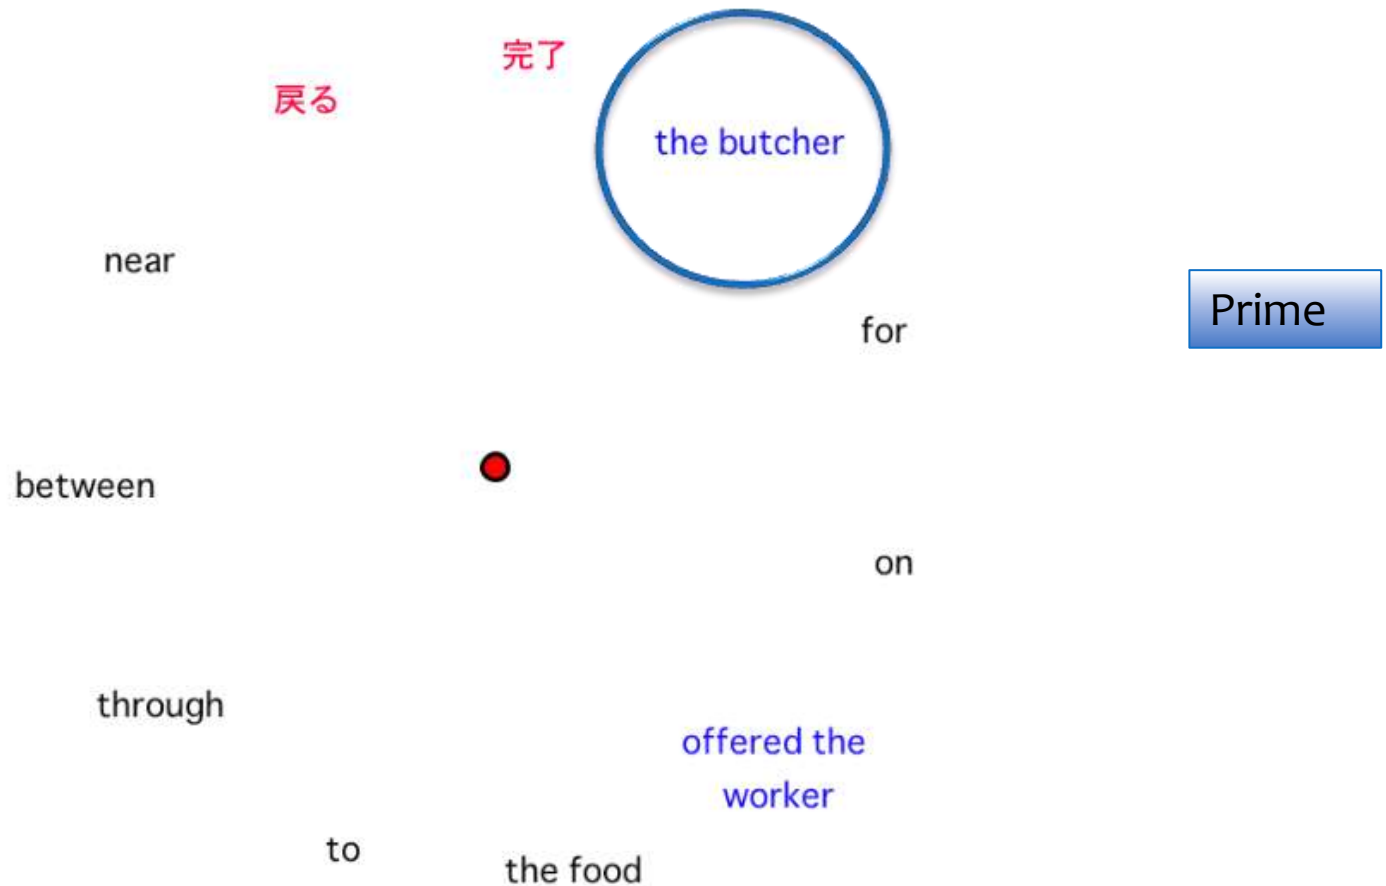 完了
戻る
the butcher
near
Prime
for
between
on
through
offered the
worker
to
the food